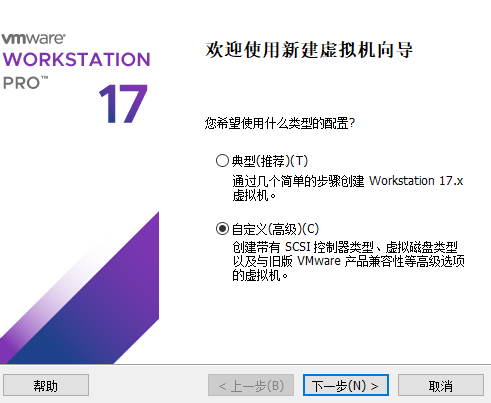 vmware
WORKSTATION
PRO™
17
欢迎使用新建虚拟机向导
您希望使用什么类型的配置?
典型(推荐)(T)
通过几个简单的步骤创建 Workstation 17.x
虚拟机。
自定义(高级)(C)
创建带有 SCSI 控制器类型、虚拟磁盘类型
以及与旧版 VMware 产品兼容性等高级选项
的虚拟机。
帮助
< 上一步(B)
下一步(N) >
取消